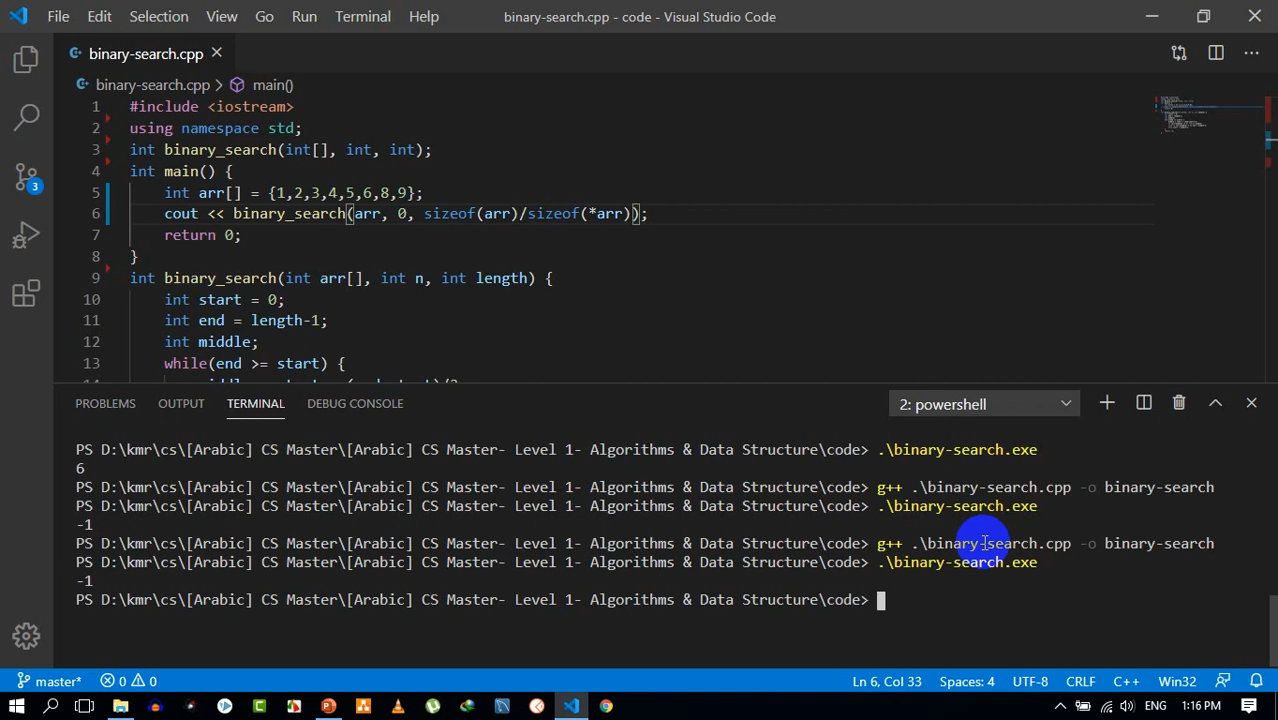 File Edit Selection View Go Run Terminal Help binary-search.cpp - code - Visual Studio Code
binary-search.cpp
binary-search.cpp > main()
1 #include <iostream>
2 using namespace std;
3 int binary_search(int[], int, int);
4 int main() {
5 int arr[] = {1,2,3,4,5,6,8,9};
6 cout << binary_search(arr, 0, sizeof(arr)/sizeof(*arr));
7 return 0;
8 }
9 int binary_search(int arr[], int n, int length) {
10 int start = 0;
11 int end = length-1;
12 int middle;
13 while(end >= start) {
3
PROBLEMS OUTPUT TERMINAL DEBUG CONSOLE 2: powershell
PS D:\kmr\cs\[Arabic] CS Master\[Arabic] CS Master- Level 1- Algorithms & Data Structure\code> .\binary-search.exe
6
PS D:\kmr\cs\[Arabic] CS Master\[Arabic] CS Master- Level 1- Algorithms & Data Structure\code> g++ .\binary-search.cpp -o binary-search
PS D:\kmr\cs\[Arabic] CS Master\[Arabic] CS Master- Level 1- Algorithms & Data Structure\code> .\binary-search.exe
-1
PS D:\kmr\cs\[Arabic] CS Master\[Arabic] CS Master- Level 1- Algorithms & Data Structure\code> g++ .\binary-search.cpp -o binary-search
PS D:\kmr\cs\[Arabic] CS Master\[Arabic] CS Master- Level 1- Algorithms & Data Structure\code> .\binary-search.exe
-1
PS D:\kmr\cs\[Arabic] CS Master\[Arabic] CS Master- Level 1- Algorithms & Data Structure\code>
master* 0 0 Ln 6, Col 33 Spaces: 4 UTF-8 CRLF C++ Win32
ENG 1:16 PM